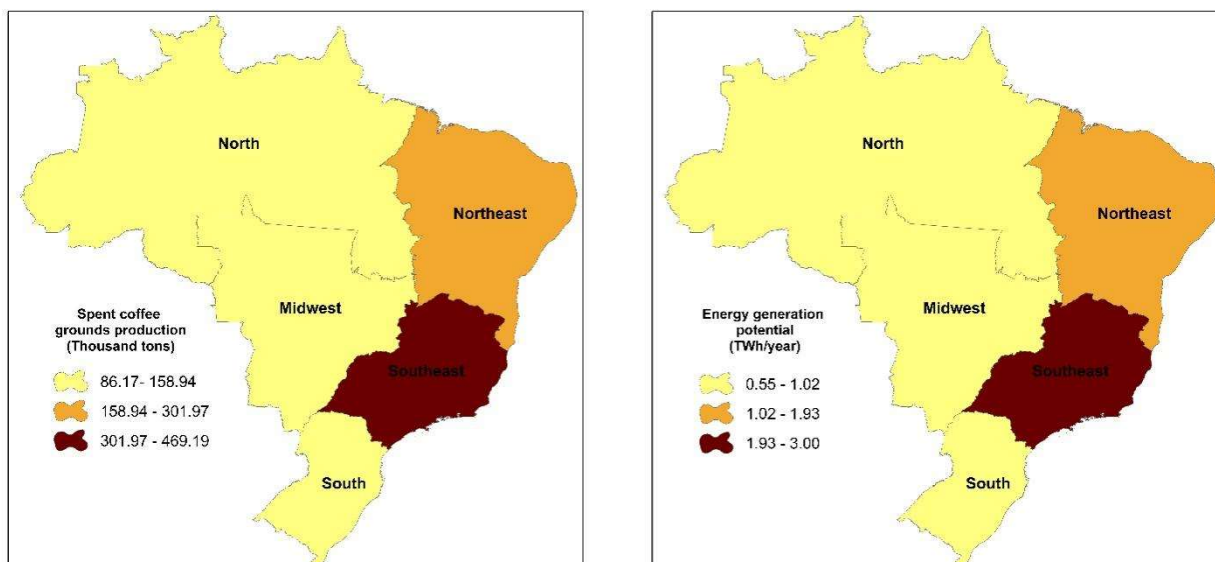 North
Northeast
Midwest
Southeast
South
Spent coffee
grounds production
(Thousand tons)
86.17- 158.94
158.94 - 301.97
301.97 - 469.19
North
Northeast
Midwest
Southeast
South
Energy generation
potential
(TWh/year)
0.55 - 1.02
1.02 - 1.93
1.93 - 3.00